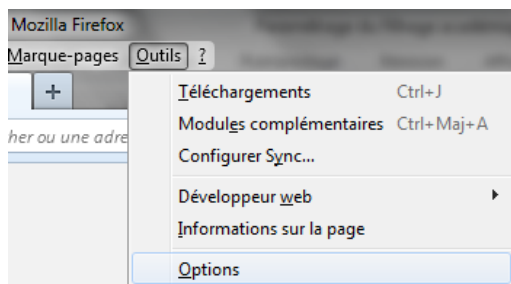 Mozilla Firefox
Marque-pages Outils ?
+
Téléchargements Ctrl+J
her ou une adre
Modules complémentaires Ctrl+Maj+A
Configurer Sync...
Développeur web
Informations sur la page
Options